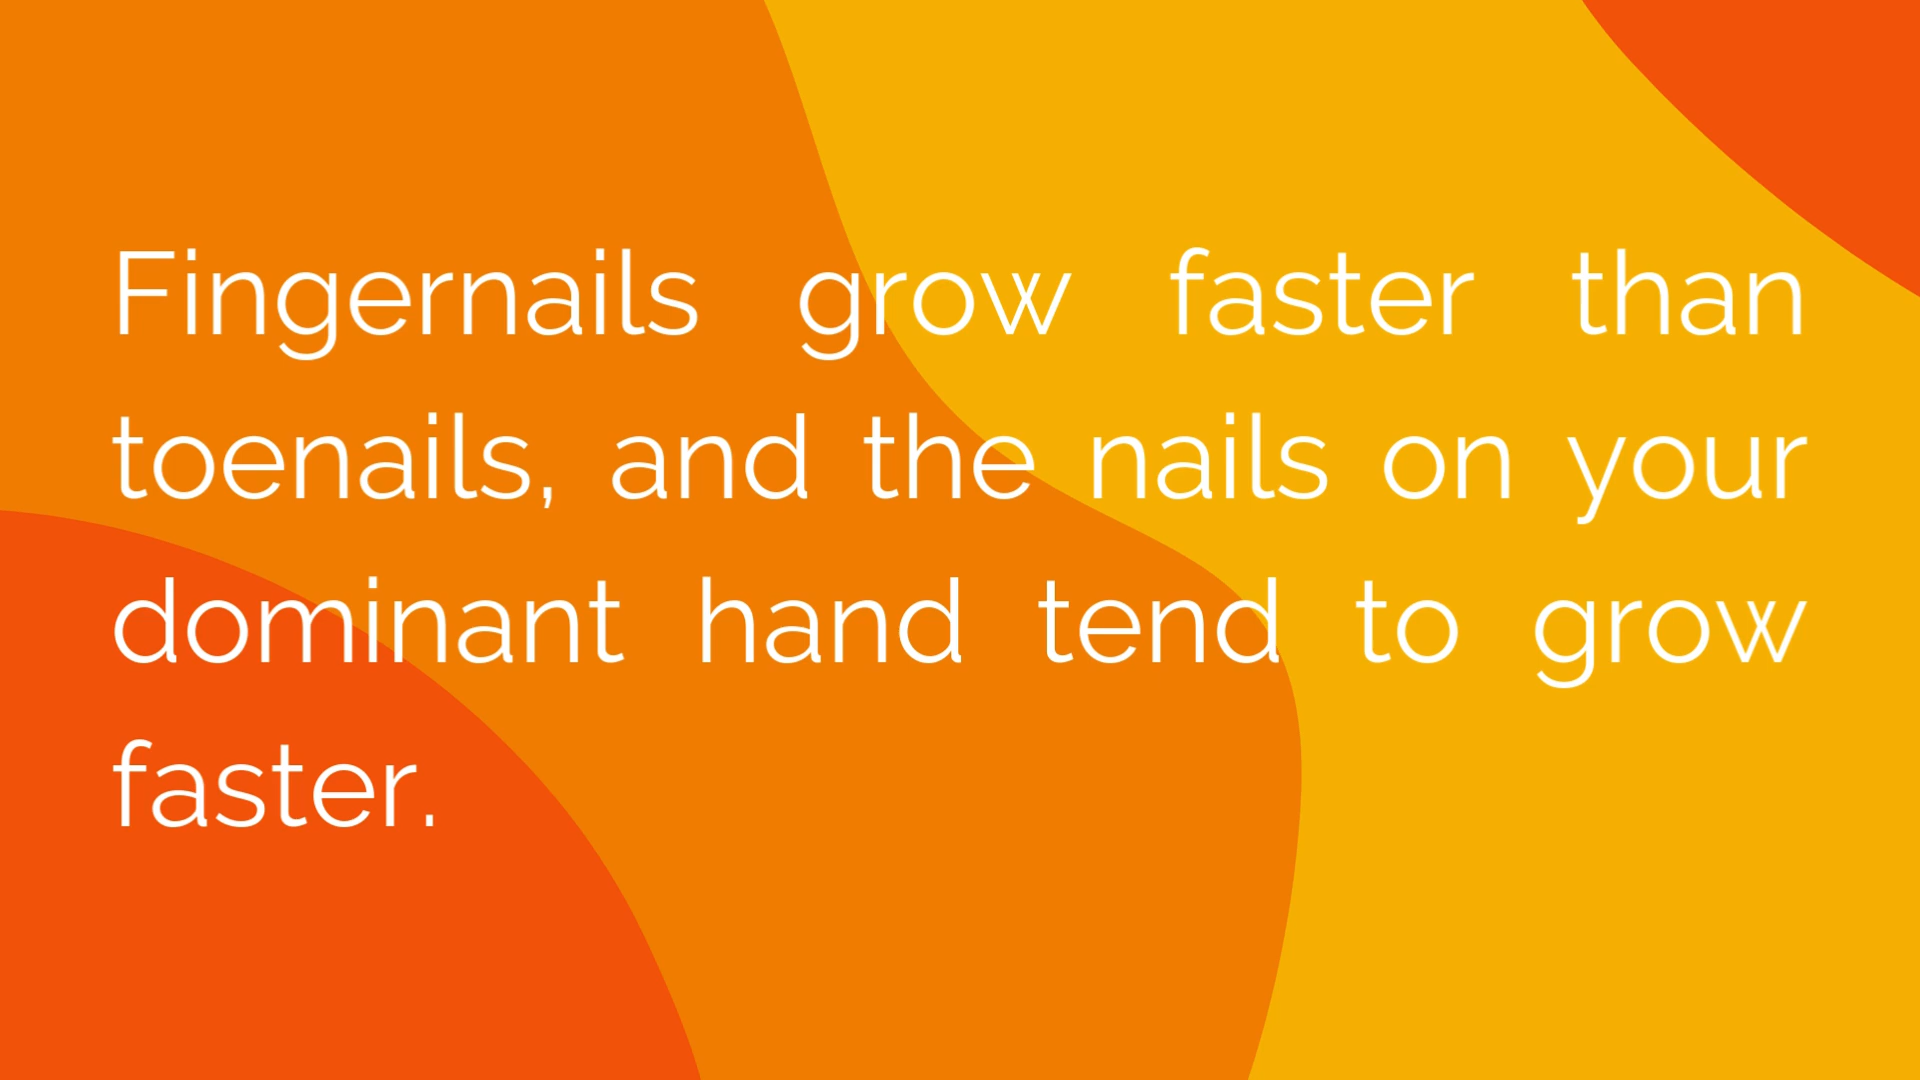 Fingernails grow faster than
toenails, and the nails on your
dominant hand tend to grow
faster.